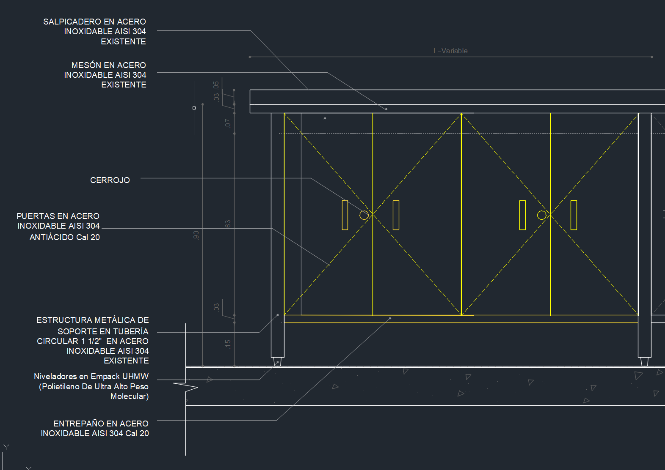 SALPICADERO EN ACERO
INOXIDABLE AISI 304
EXISTENTE
MESÓN EN ACERO
INOXIDABLE AISI 304
EXISTENTE
CERROJO
PUERTAS EN ACERO
INOXIDABLE AISI 304
ANTIÁCIDO Cal 20
ESTRUCTURA METÁLICA DE
SOPORTE EN TUBERÍA
CIRCULAR 1 1/2" EN ACERO
INOXIDABLE AISI 304
EXISTENTE
Niveladores en Empack UHMW
(Polietileno De Ultra Alto Peso
Molecular)
ENTREPAÑO EN ACERO
INOXIDABLE AISI 304 Cal 20
.15
Y
X